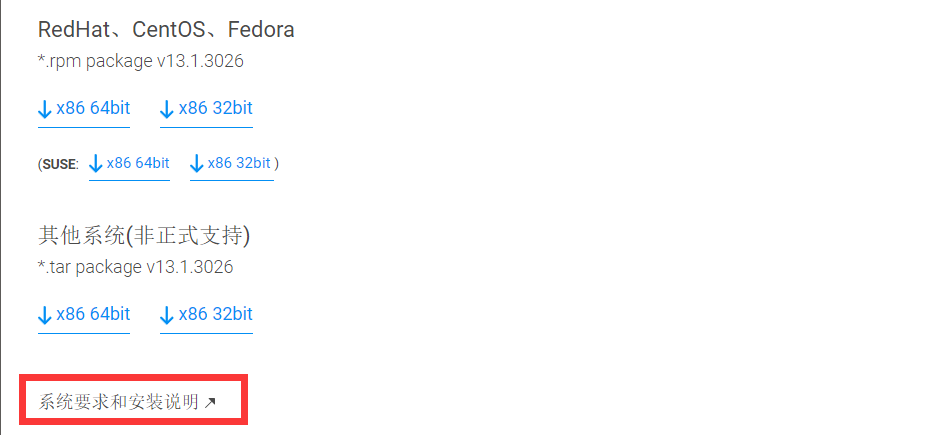 RedHat、CentOS、Fedora
*.rpm package v13.1.3026
x86 64bit x86 32bit
(SUSE: x86 64bit x86 32bit )
其他系统(非正式支持)
*.tar package v13.1.3026
x86 64bit x86 32bit
系统要求和安装说明